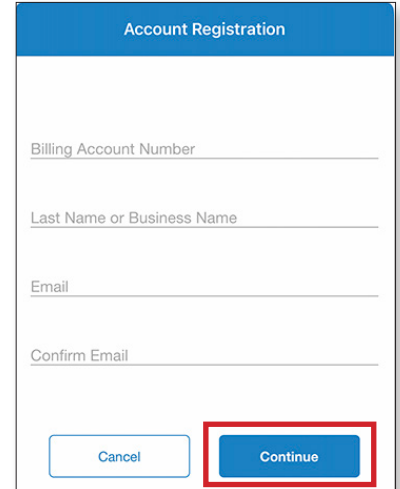 Account Registration
Billing Account Number
Last Name or Business Name
Email
Confirm Email
Cancel Continue